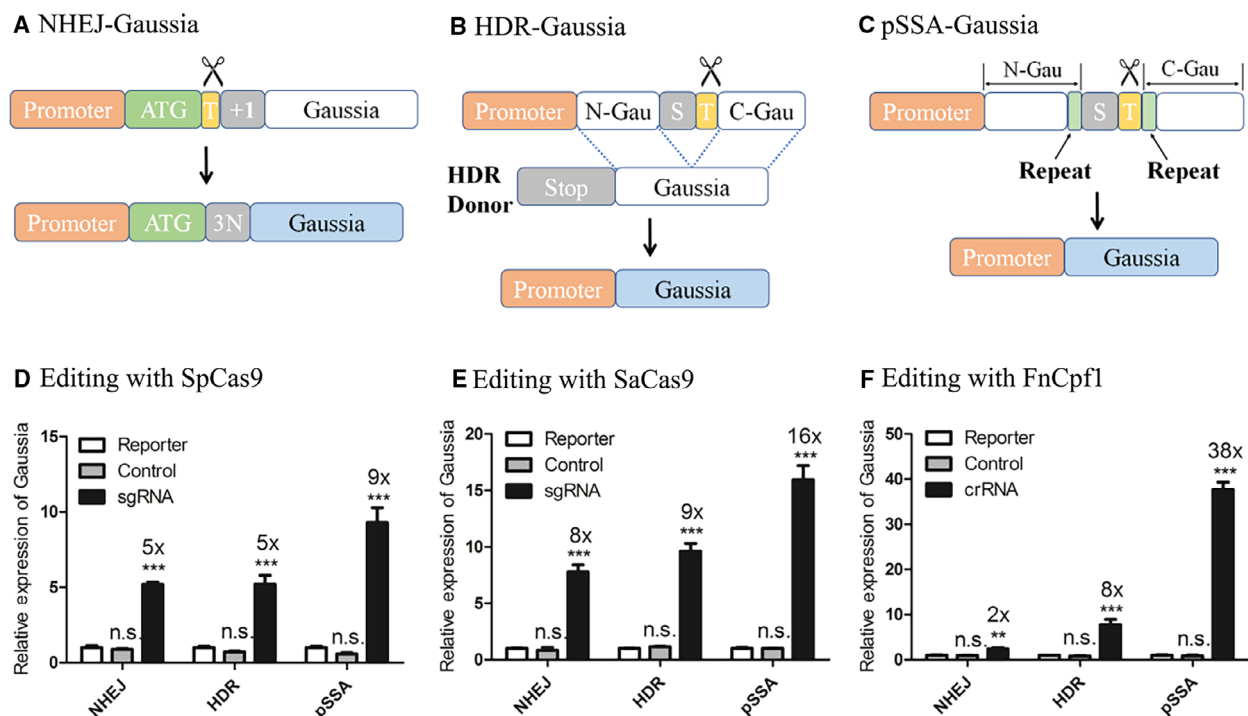 A NHEJ-Gaussia
Promoter ATG T +1 Gaussia
Promoter ATG 3N Gaussia
B HDR-Gaussia
Promoter N-Gau S T C-Gau
HDR Donor Stop Gaussia
Promoter Gaussia
C pSSA-Gaussia
N-Gau C-Gau
Promoter S T
Repeat Repeat
Promoter Gaussia
D Editing with SpCas9
Relative expression of Gaussia
15
10
5
0
Reporter
Control
sgRNA
n.s. 5x ***
n.s. 5x ***
n.s. 9x ***
NHEJ HDR pSSA
E Editing with SaCas9
Relative expression of Gaussia
20
15
10
5
0
Reporter
Control
sgRNA
n.s. 8x ***
n.s. 9x ***
n.s. 16x ***
NHEJ HDR pSSA
F Editing with FnCpf1
Relative expression of Gaussia
50
40
30
20
10
0
Reporter
Control
crRNA
n.s. 2x **
n.s. 8x ***
n.s. 38x ***
NHEJ HDR pSSA